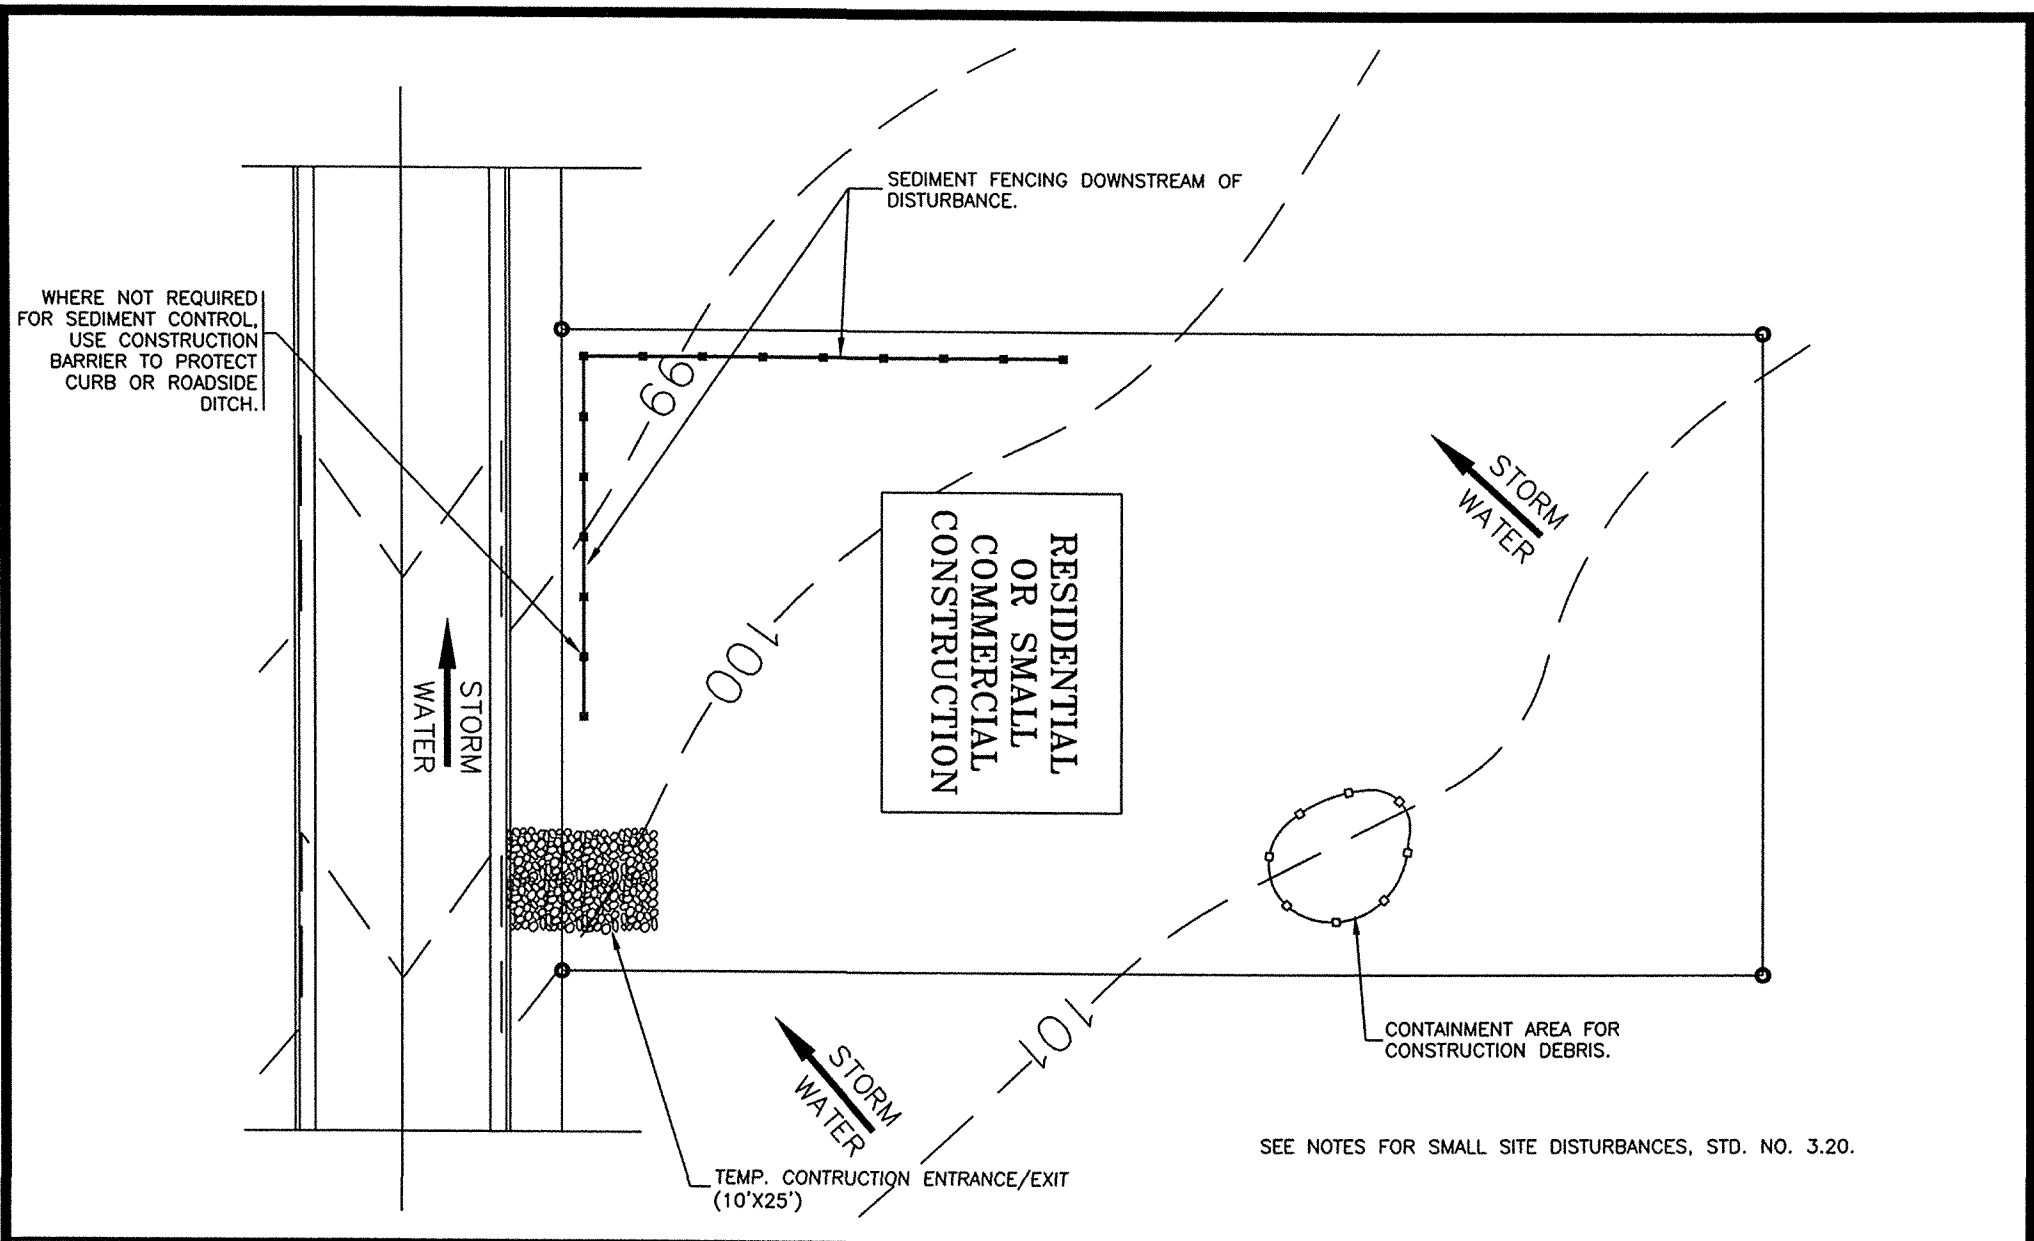 SEDIMENT FENCING DOWNSTREAM OF
DISTURBANCE.
WHERE NOT REQUIRED
FOR SEDIMENT CONTROL,
USE CONSTRUCTION
BARRIER TO PROTECT
CURB OR ROADSIDE
DITCH.
99
STORM
WATER
RESIDENTIAL
OR SMALL
COMMERCIAL
CONSTRUCTION
100
STORM
WATER
101
STORM
WATER
CONTAINMENT AREA FOR
CONSTRUCTION DEBRIS.
SEE NOTES FOR SMALL SITE DISTURBANCES, STD. NO. 3.20.
TEMP. CONTRUCTION ENTRANCE/EXIT
(10'X25')